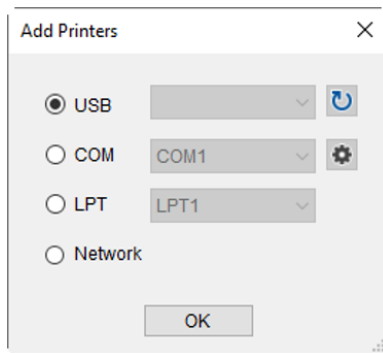 Add Printers
USB
COM COM1
LPT LPT1
Network
OK